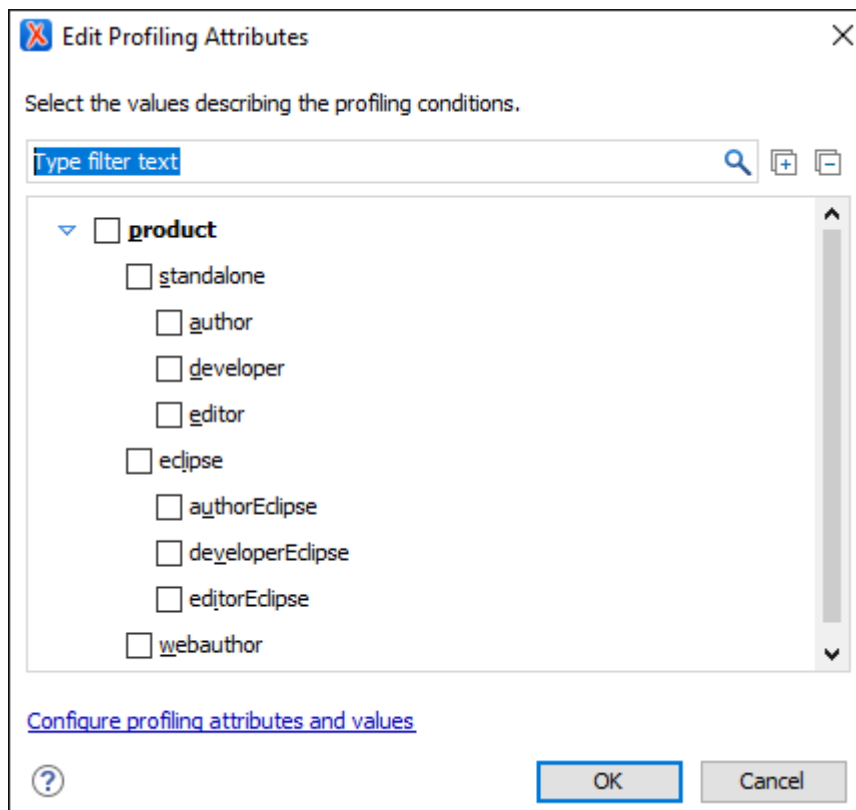 Edit Profiling Attributes
Select the values describing the profiling conditions.
Type filter text
product
standalone
author
developer
editor
eclipse
authorEclipse
developerEclipse
editorEclipse
webauthor
Configure profiling attributes and values
OK Cancel